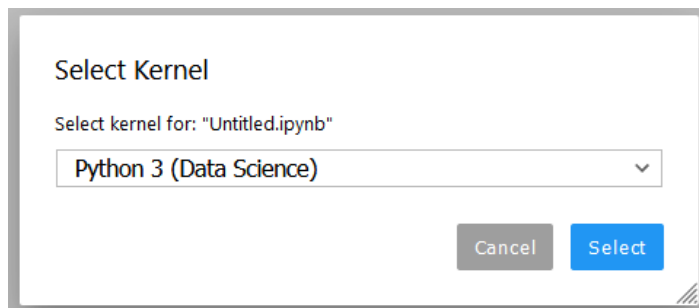 Select Kernel
Select kernel for: "Untitled.ipynb"
Python 3 (Data Science)
Cancel Select